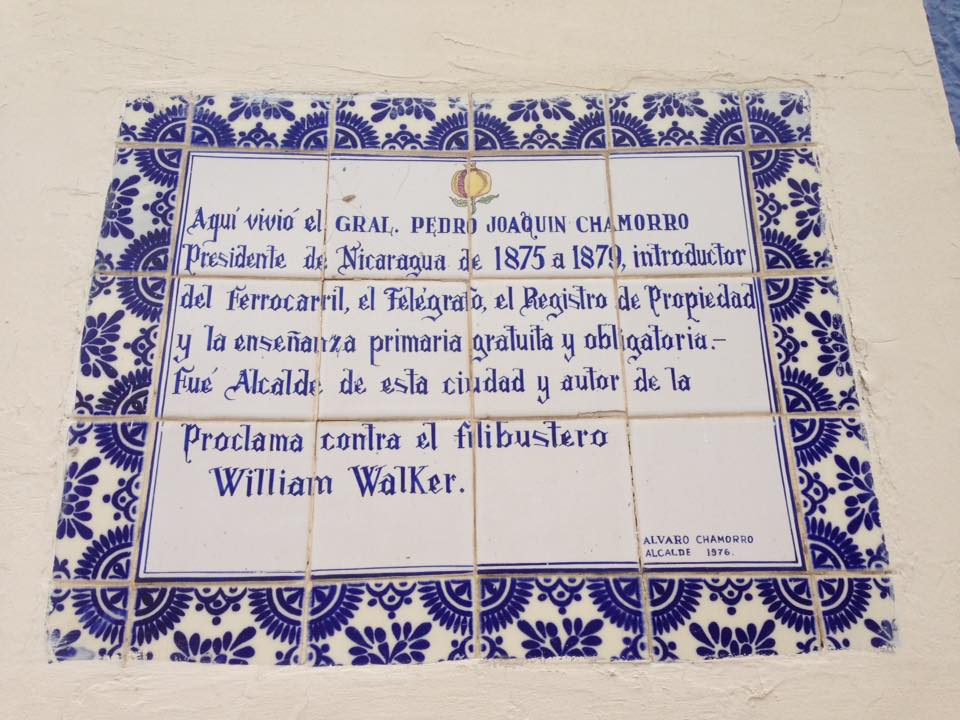 Aquí vivió el GRAL. PEDRO JOAQUIN CHAMORRO
Presidente de Nicaragua de 1875 a 1879, introductor
del Ferrocarril, el Telégrafo, el Registro de Propiedad
y la enseñanza primaria gratuita y obligatoria.-
Fué Alcalde de esta ciudad y autor de la
Proclama contra el filibustero
William Walker.
ALVARO CHAMORRO
ALCALDE 1976.